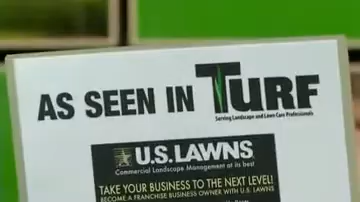 AS SEEN IN TURF
Serving Landscape and Lawn Care Professionals
U.S. LAWNS
Commercial Landscape Management at its best
TAKE YOUR BUSINESS TO THE NEXT LEVEL!
BECOME A FRANCHISE BUSINESS OWNER WITH U.S. LAWNS